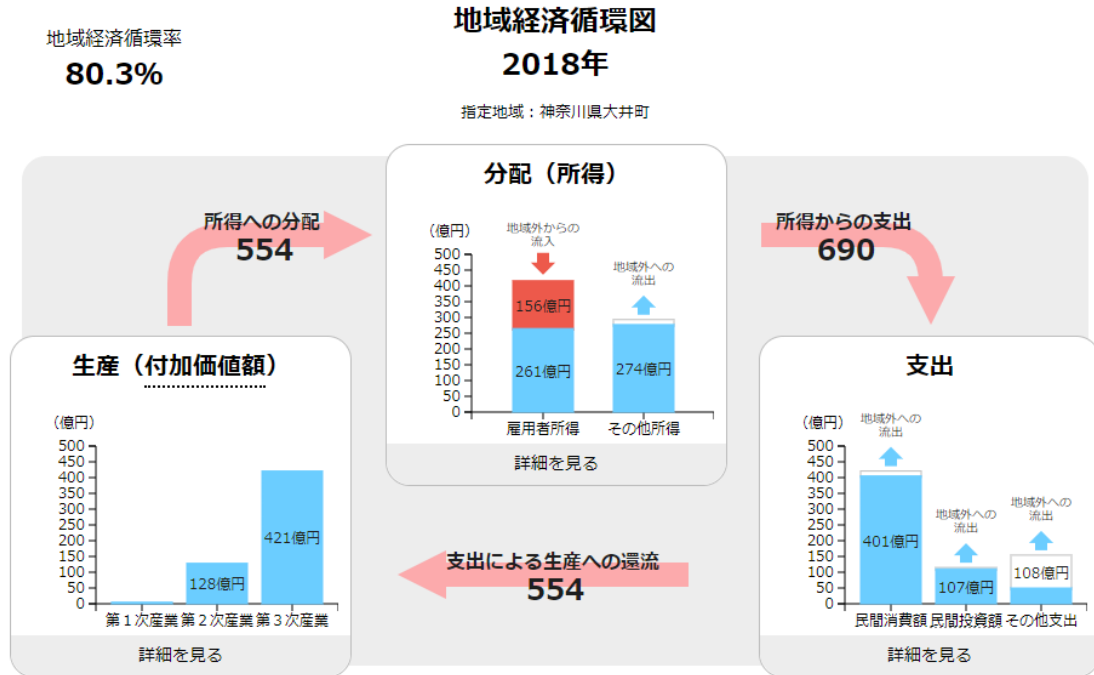 地域経済循環図
2018年
指定地域：神奈川県大井町
地域経済循環率
80.3%
所得への分配
554
分配（所得）
（億円）
地域外からの
流入
地域外への
流出
500
450
400
350
300
250
200
150
100
50
0
156億円
261億円
274億円
雇用者所得
その他所得
詳細を見る
所得からの支出
690
生産（付加価値額）
（億円）
500
450
400
350
300
250
200
150
100
50
0
128億円
421億円
第１次産業
第２次産業
第３次産業
詳細を見る
支出による生産への還流
554
支出
（億円）
地域外への
流出
地域外への
流出
地域外への
流出
500
450
400
350
300
250
200
150
100
50
0
401億円
107億円
108億円
民間消費額
民間投資額
その他支出
詳細を見る